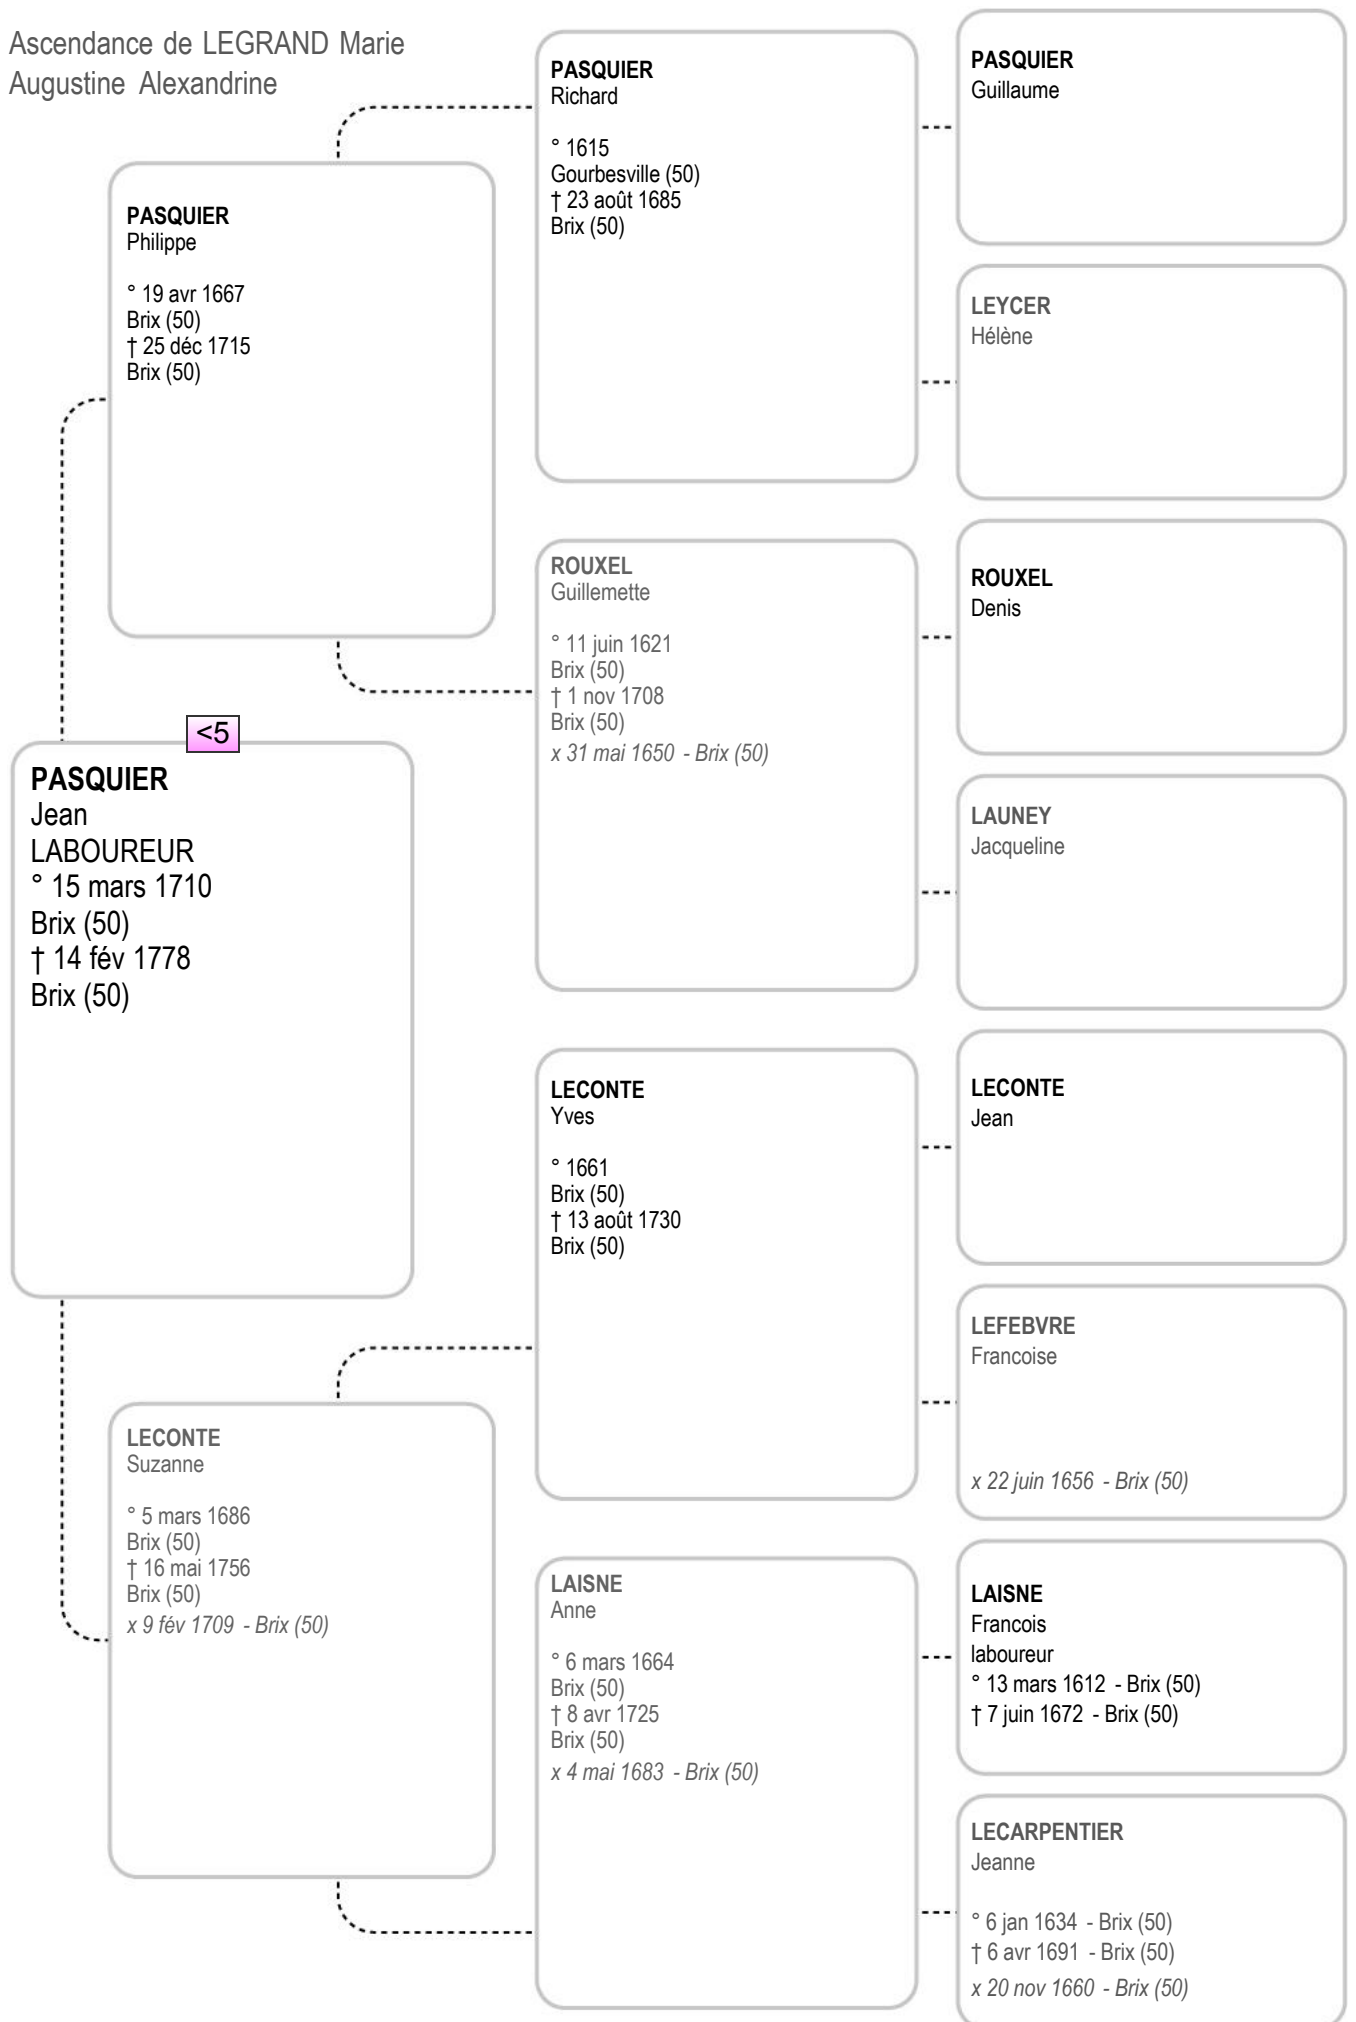 Ascendance de LEGRAND Marie
Augustine Alexandrine
<5
PASQUIER
Jean
LABOUREUR
° 15 mars 1710
Brix (50)
† 14 fév 1778
Brix (50)
PASQUIER
Philippe
° 19 avr 1667
Brix (50)
† 25 déc 1715
Brix (50)
LECONTE
Suzanne
° 5 mars 1686
Brix (50)
† 16 mai 1756
Brix (50)
x 9 fév 1709 - Brix (50)
PASQUIER
Richard
° 1615
Gourbesville (50)
† 23 août 1685
Brix (50)
ROUXEL
Guillemette
° 11 juin 1621
Brix (50)
† 1 nov 1708
Brix (50)
x 31 mai 1650 - Brix (50)
LECONTE
Yves
° 1661
Brix (50)
† 13 août 1730
Brix (50)
LAISNE
Anne
° 6 mars 1664
Brix (50)
† 8 avr 1725
Brix (50)
x 4 mai 1683 - Brix (50)
PASQUIER
Guillaume
LEYCER
Hélène
ROUXEL
Denis
LAUNEY
Jacqueline
LECONTE
Jean
LEFEBVRE
Francoise
x 22 juin 1656 - Brix (50)
LAISNE
Francois
laboureur
° 13 mars 1612 - Brix (50)
† 7 juin 1672 - Brix (50)
LECARPENTIER
Jeanne
° 6 jan 1634 - Brix (50)
† 6 avr 1691 - Brix (50)
x 20 nov 1660 - Brix (50)